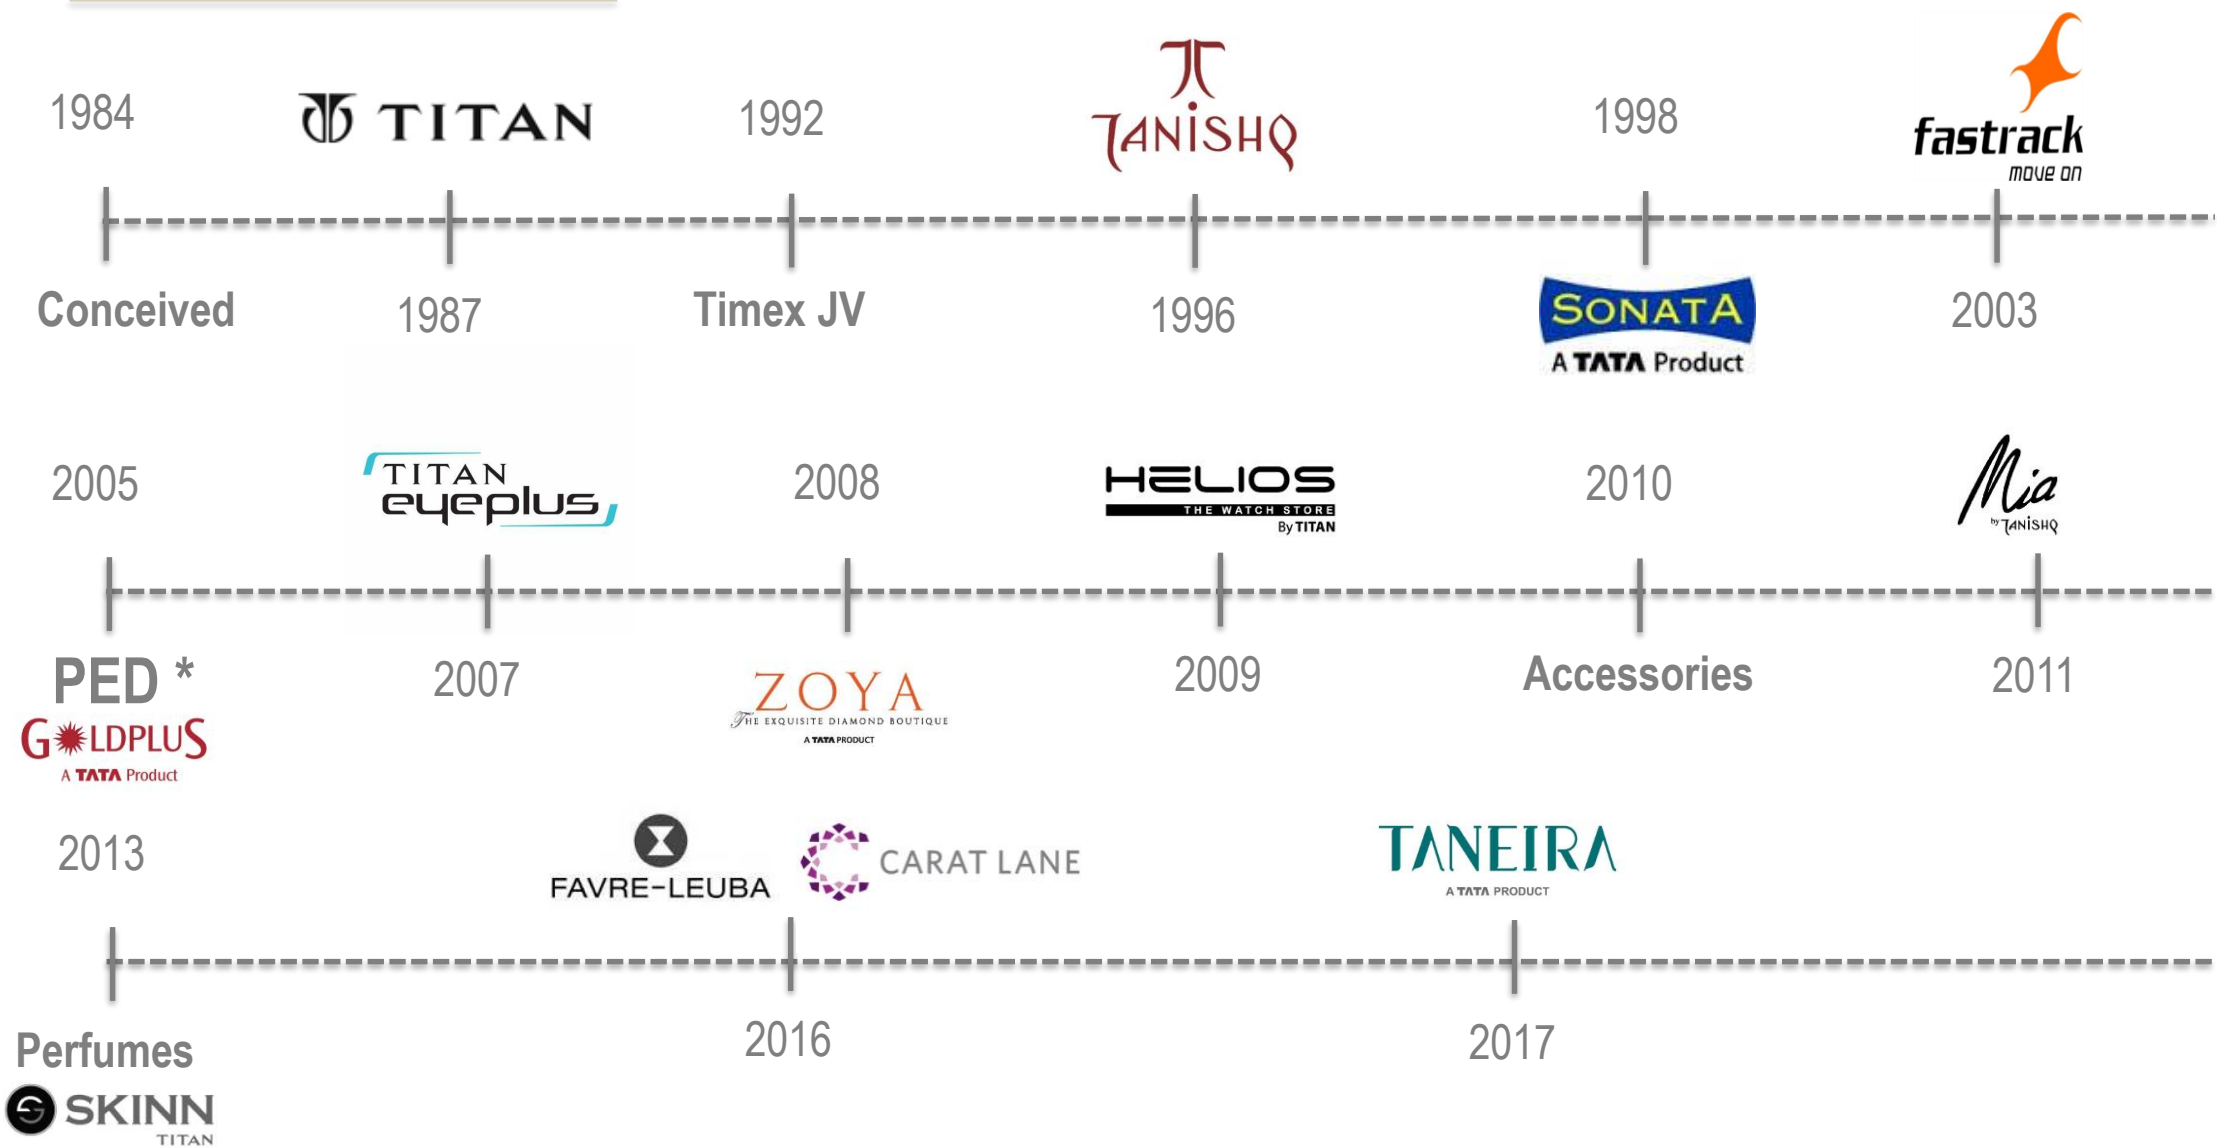 1984
TITAN
1992
TANISHQ
1998
fastrack
move on
Conceived
1987
Timex JV
1996
SONATA
A TATA Product
2003
2005
TITAN
eyeplus
2008
HELIOS
THE WATCH STORE
By TITAN
2010
Mia
by TANISHQ
PED *
GOLDPLUS
A TATA Product
2007
ZOYA
THE EXQUISITE DIAMOND BOUTIQUE
A TATA PRODUCT
2009
Accessories
2011
2013
FAVRE-LEUBA
CARAT LANE
TANEIRA
A TATA PRODUCT
Perfumes
SKINN
TITAN
2016
2017